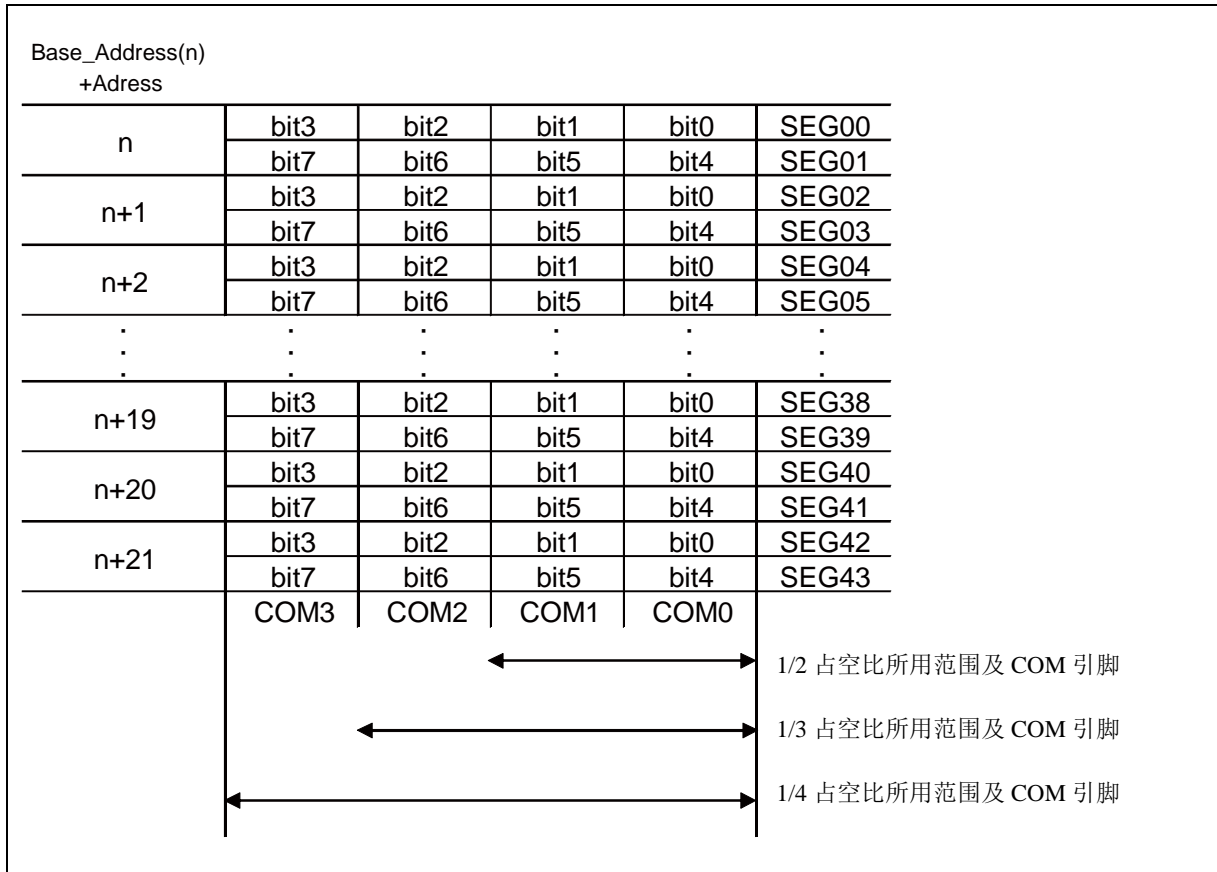 Base_Address(n)
+Adress
n bit3 bit2 bit1 bit0 SEG00
bit7 bit6 bit5 bit4 SEG01
n+1 bit3 bit2 bit1 bit0 SEG02
bit7 bit6 bit5 bit4 SEG03
n+2 bit3 bit2 bit1 bit0 SEG04
bit7 bit6 bit5 bit4 SEG05
n+19 bit3 bit2 bit1 bit0 SEG38
bit7 bit6 bit5 bit4 SEG39
n+20 bit3 bit2 bit1 bit0 SEG40
bit7 bit6 bit5 bit4 SEG41
n+21 bit3 bit2 bit1 bit0 SEG42
bit7 bit6 bit5 bit4 SEG43
COM3 COM2 COM1 COM0
1/2 占空比所用范围及 COM 引脚
1/3 占空比所用范围及 COM 引脚
1/4 占空比所用范围及 COM 引脚